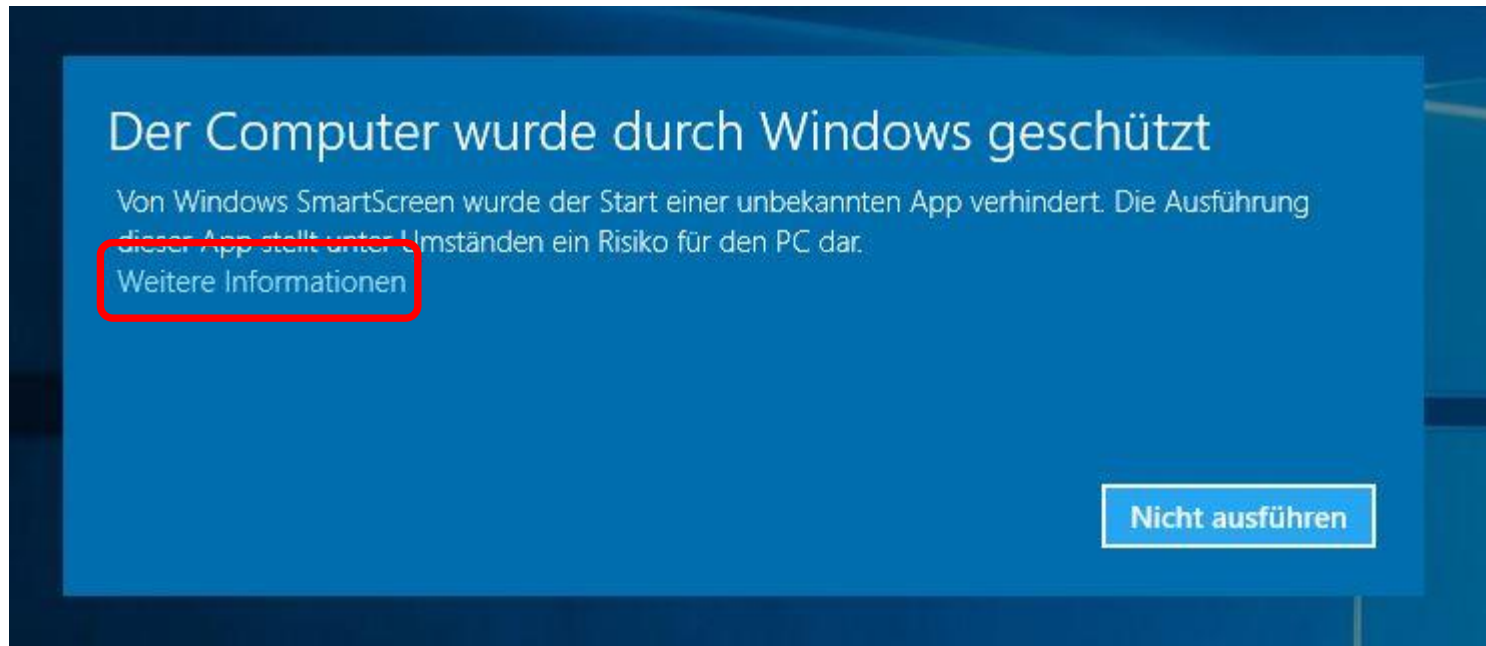 Der Computer wurde durch Windows geschützt
Von Windows SmartScreen wurde der Start einer unbekannten App verhindert. Die Ausführung
dieser App stellt unter Umständen ein Risiko für den PC dar.
Weitere Informationen
Nicht ausführen